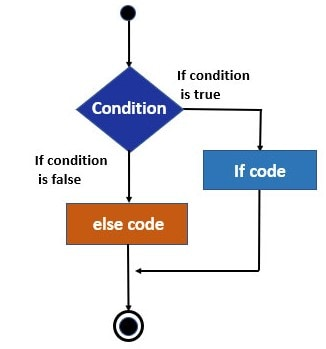 If condition
is true
Condition
If condition
is false
If code
else code